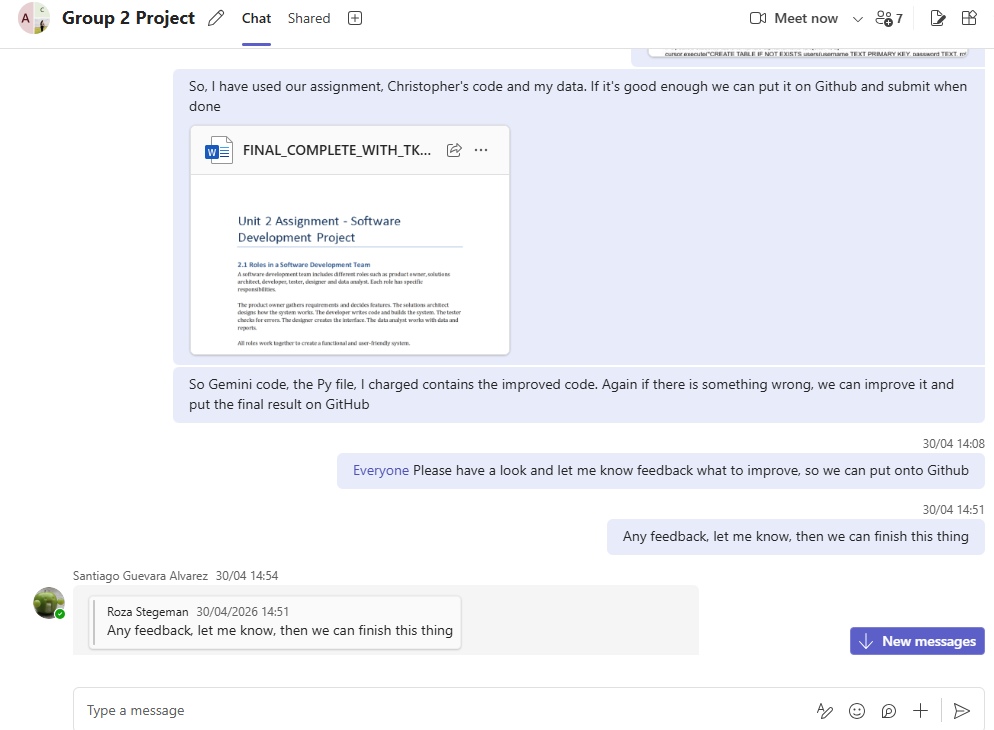 A C
Group 2 Project
Chat
Shared
Meet now
7
cursor.execute("CREATE TABLE IF NOT EXISTS users(username TEXT PRIMARY KEY, password TEXT,
So, I have used our assignment, Christopher's code and my data. If it's good enough we can put it on Github and submit when
done
FINAL_COMPLETE_WITH_TK...
Unit 2 Assignment - Software
Development Project
2.1 Roles in a Software Development Team
A software development team includes different roles such as product owner, solutions
architect, developer, tester, designer and data analyst. Each role has specific
responsibilities.
The product owner gathers requirements and decides features. The solutions architect
designs how the system works. The developer writes code and builds the system. The tester
checks for errors. The designer creates the interface. The data analyst works with data and
reports.
All roles work together to create a functional and user-friendly system.
So Gemini code, the Py file, I charged contains the improved code. Again if there is something wrong, we can improve it and
put the final result on GitHub
30/04 14:08
Everyone Please have a look and let me know feedback what to improve, so we can put onto Github
30/04 14:51
Any feedback, let me know, then we can finish this thing
Santiago Guevara Alvarez 30/04 14:54
Roza Stegeman 30/04/2026 14:51
Any feedback, let me know, then we can finish this thing
New messages
Type a message